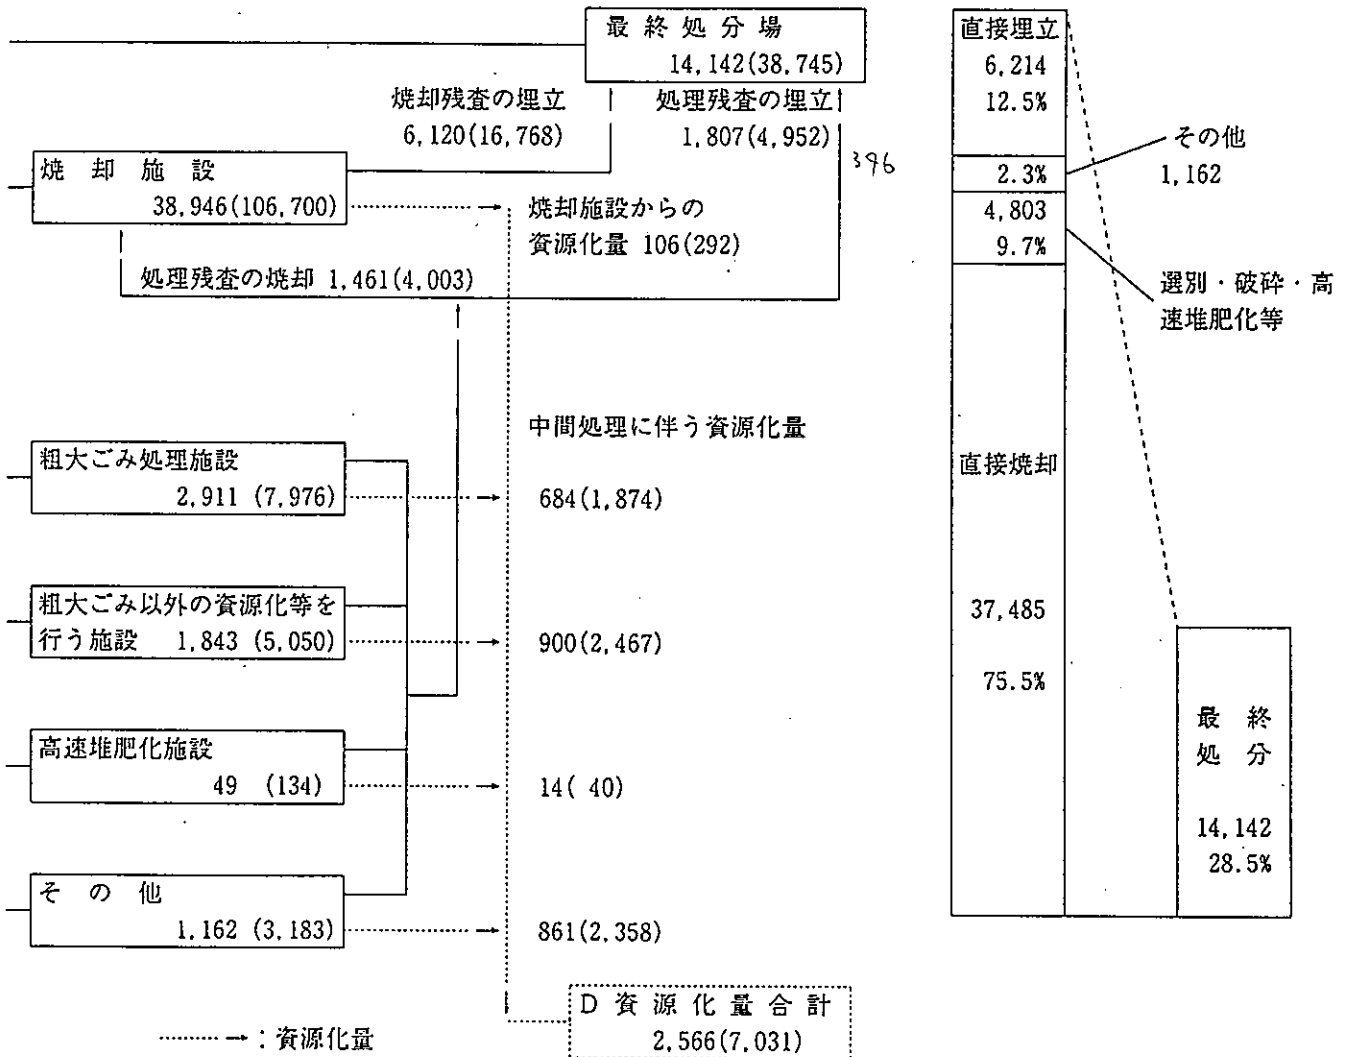 最終処分場
14,142(38,745)
焼却残査の埋立
6,120(16,768)
処理残査の埋立
1,807(4,952)
396
焼却施設
38,946(106,700)
焼却施設からの
資源化量 106(292)
処理残査の焼却 1,461(4,003)
中間処理に伴う資源化量
粗大ごみ処理施設
2,911 (7,976)
684(1,874)
粗大ごみ以外の資源化等を
行う施設 1,843 (5,050)
900(2,467)
高速堆肥化施設
49 (134)
14( 40)
その他
1,162 (3,183)
861(2,358)
D 資源化量合計
2,566(7,031)
:資源化量
直接埋立
6,214
12.5%
その他
1,162
2.3%
4,803
9.7%
選別・破砕・高
速堆肥化等
直接焼却
37,485
75.5%
最終
処分
14,142
28.5%